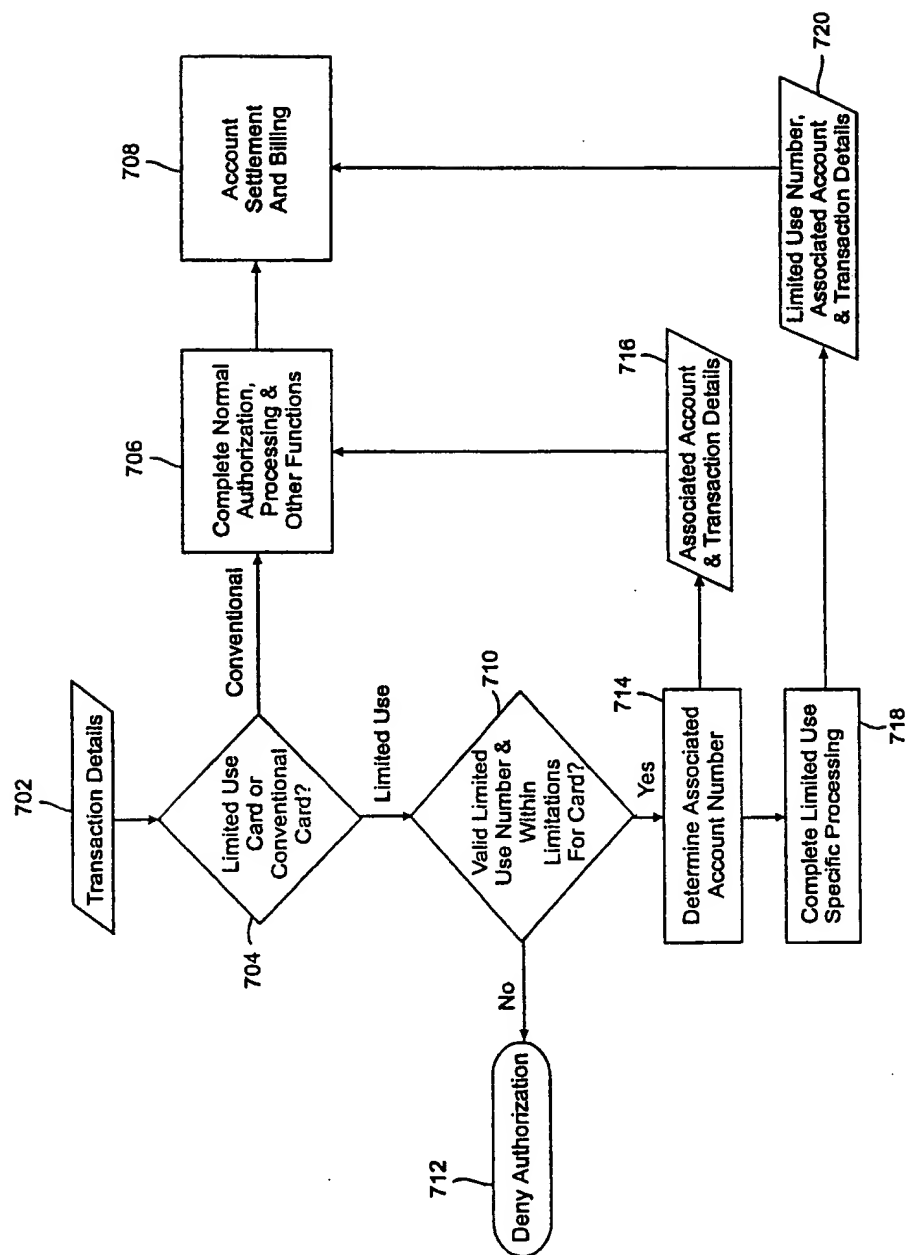 702
Transaction Details
Limited Use
Card or
Conventional
Card?
704
Conventional
706
Complete Normal
Authorization,
Processing &
Other Functions
708
Account
Settlement
And Billing
Limited Use
710
Valid Limited
Use Number &
Within
Limitations
For Card?
No
712
Deny Authorization
Yes
714
Determine Associated
Account Number
716
Associated Account
& Transaction Details
Complete Limited Use
Specific Processing
718
720
Limited Use Number,
Associated Account
& Transaction Details